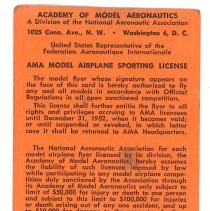 ACADEMY OF MODEL AERONAUTICS
A Division of the National Aeronautic Association
1025 Conn. Ave., N. W. Washington 6, D. C.
United States Representative of the
Federation Aeronautique Internationale
AMA MODEL AIRPLANE SPORTING LICENSE
The model flyer whose signature appears on
the face of this card is hereby authorized to fly
any and all models in accordance with Official
Regulations in all open sanctioned competition.
This license shall further entitle the flyer to all
rights and privileges accruing to AMA licensees
until December 31, 1952, when it becomes void,
or until suspended or revoked, in which latter
case it shall be returned to AMA Headquarters.
The National Aeronautic Association for each
model airplane flyer licensed by its division, the
Academy of Model Aeronautics, hereby assumes
the liability of such licensees imposed by law
while participating in any model airplane compe-
tition duly sanctioned by the Association through
its Academy of Model Aeronautics only subject to
limit of $50,000 for injury or death to one person
and subject to this limit to $100,000 for injuries
or death arising out of any one accident, and up